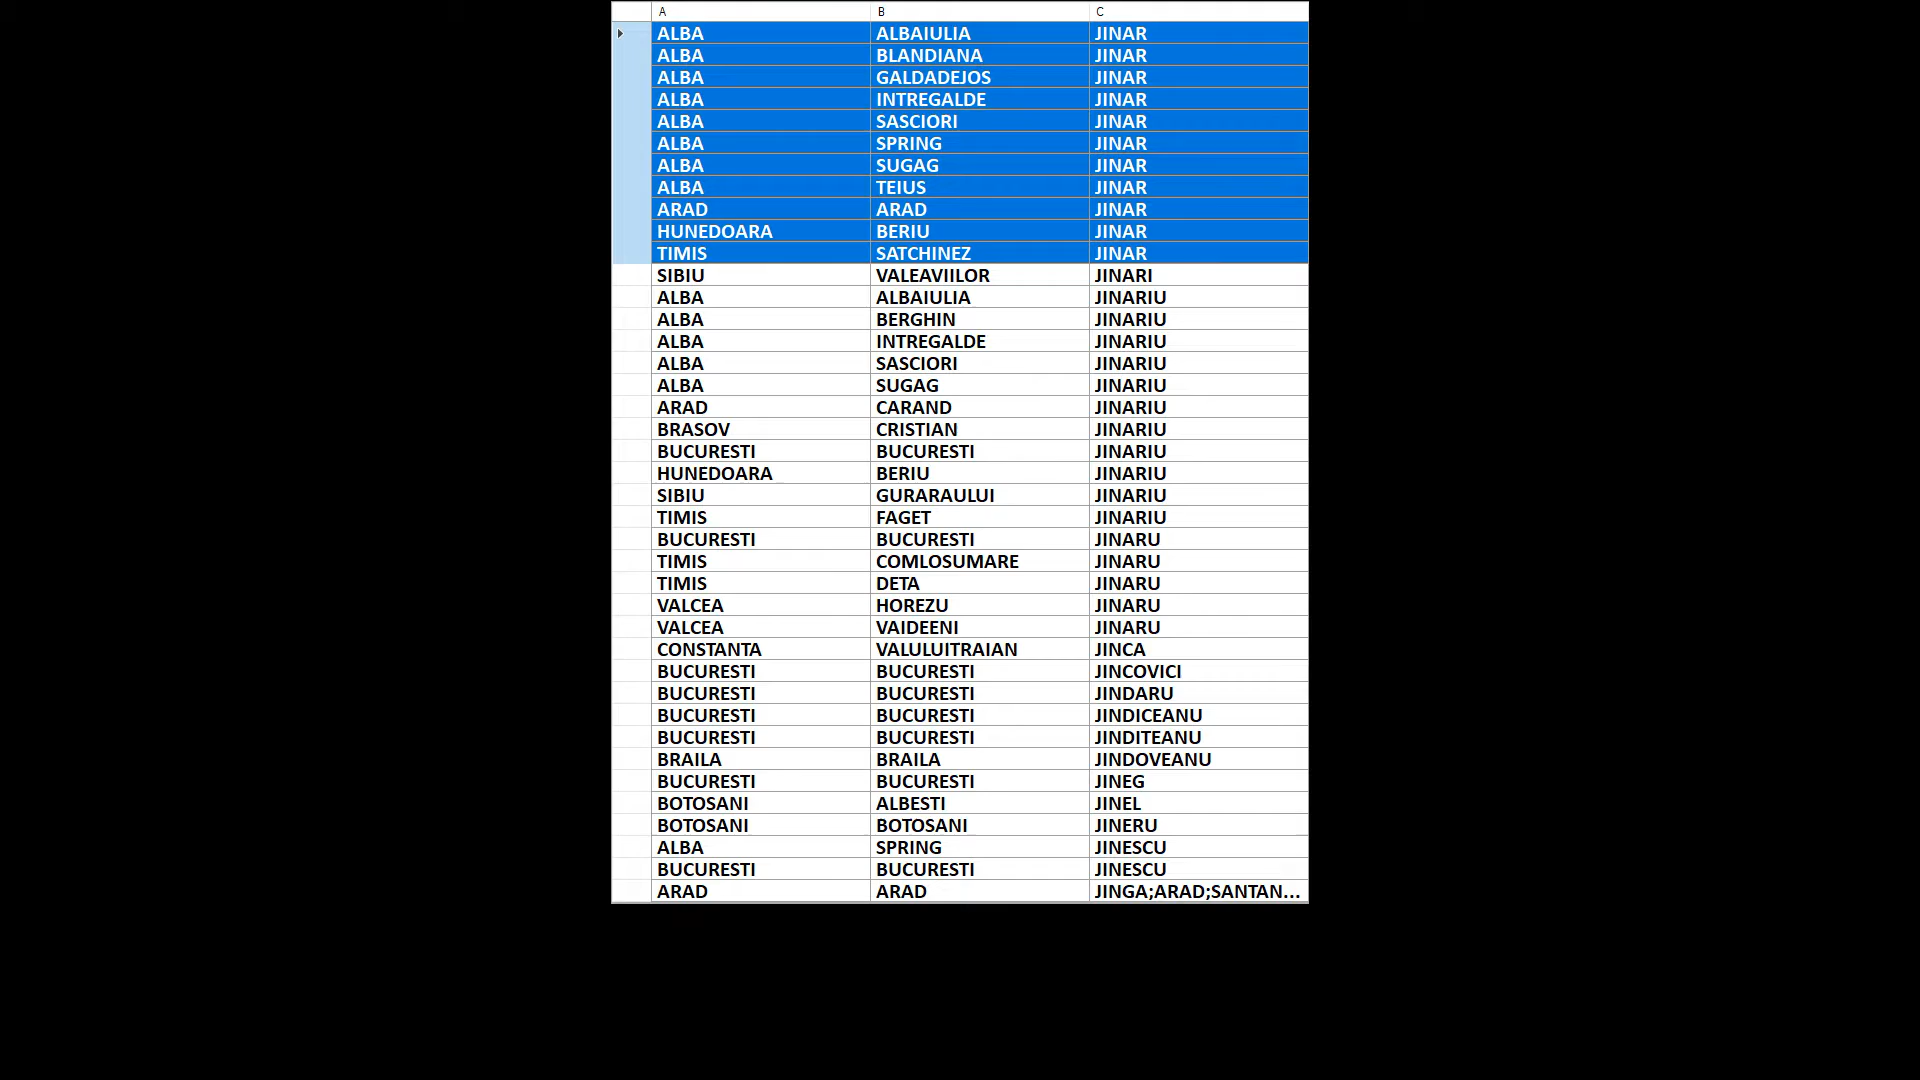 A B C
ALBA ALBAIULIA JINAR
ALBA BLANDIANA JINAR
ALBA GALDADEJOS JINAR
ALBA INTREGALDE JINAR
ALBA SASCIORI JINAR
ALBA SPRING JINAR
ALBA SUGAG JINAR
ALBA TEIUS JINAR
ARAD ARAD JINAR
HUNEDOARA BERIU JINAR
TIMIS SATCHINEZ JINAR
SIBIU VALEAVIILOR JINARI
ALBA ALBAIULIA JINARIU
ALBA BERGHIN JINARIU
ALBA INTREGALDE JINARIU
ALBA SASCIORI JINARIU
ALBA SUGAG JINARIU
ARAD CARAND JINARIU
BRASOV CRISTIAN JINARIU
BUCURESTI BUCURESTI JINARIU
HUNEDOARA BERIU JINARIU
SIBIU GURARAULUI JINARIU
TIMIS FAGET JINARIU
BUCURESTI BUCURESTI JINARU
TIMIS COMLOSUMARE JINARU
TIMIS DETA JINARU
VALCEA HOREZU JINARU
VALCEA VAIDEENI JINARU
CONSTANTA VALULUITRAIAN JINCA
BUCURESTI BUCURESTI JINCOVICI
BUCURESTI BUCURESTI JINDARU
BUCURESTI BUCURESTI JINDICEANU
BUCURESTI BUCURESTI JINDITEANU
BRAILA BRAILA JINDOVEANU
BUCURESTI BUCURESTI JINEG
BOTOSANI ALBESTI JINEL
BOTOSANI BOTOSANI JINERU
ALBA SPRING JINESCU
BUCURESTI BUCURESTI JINESCU
ARAD ARAD JINGA;ARAD;SANTAN...